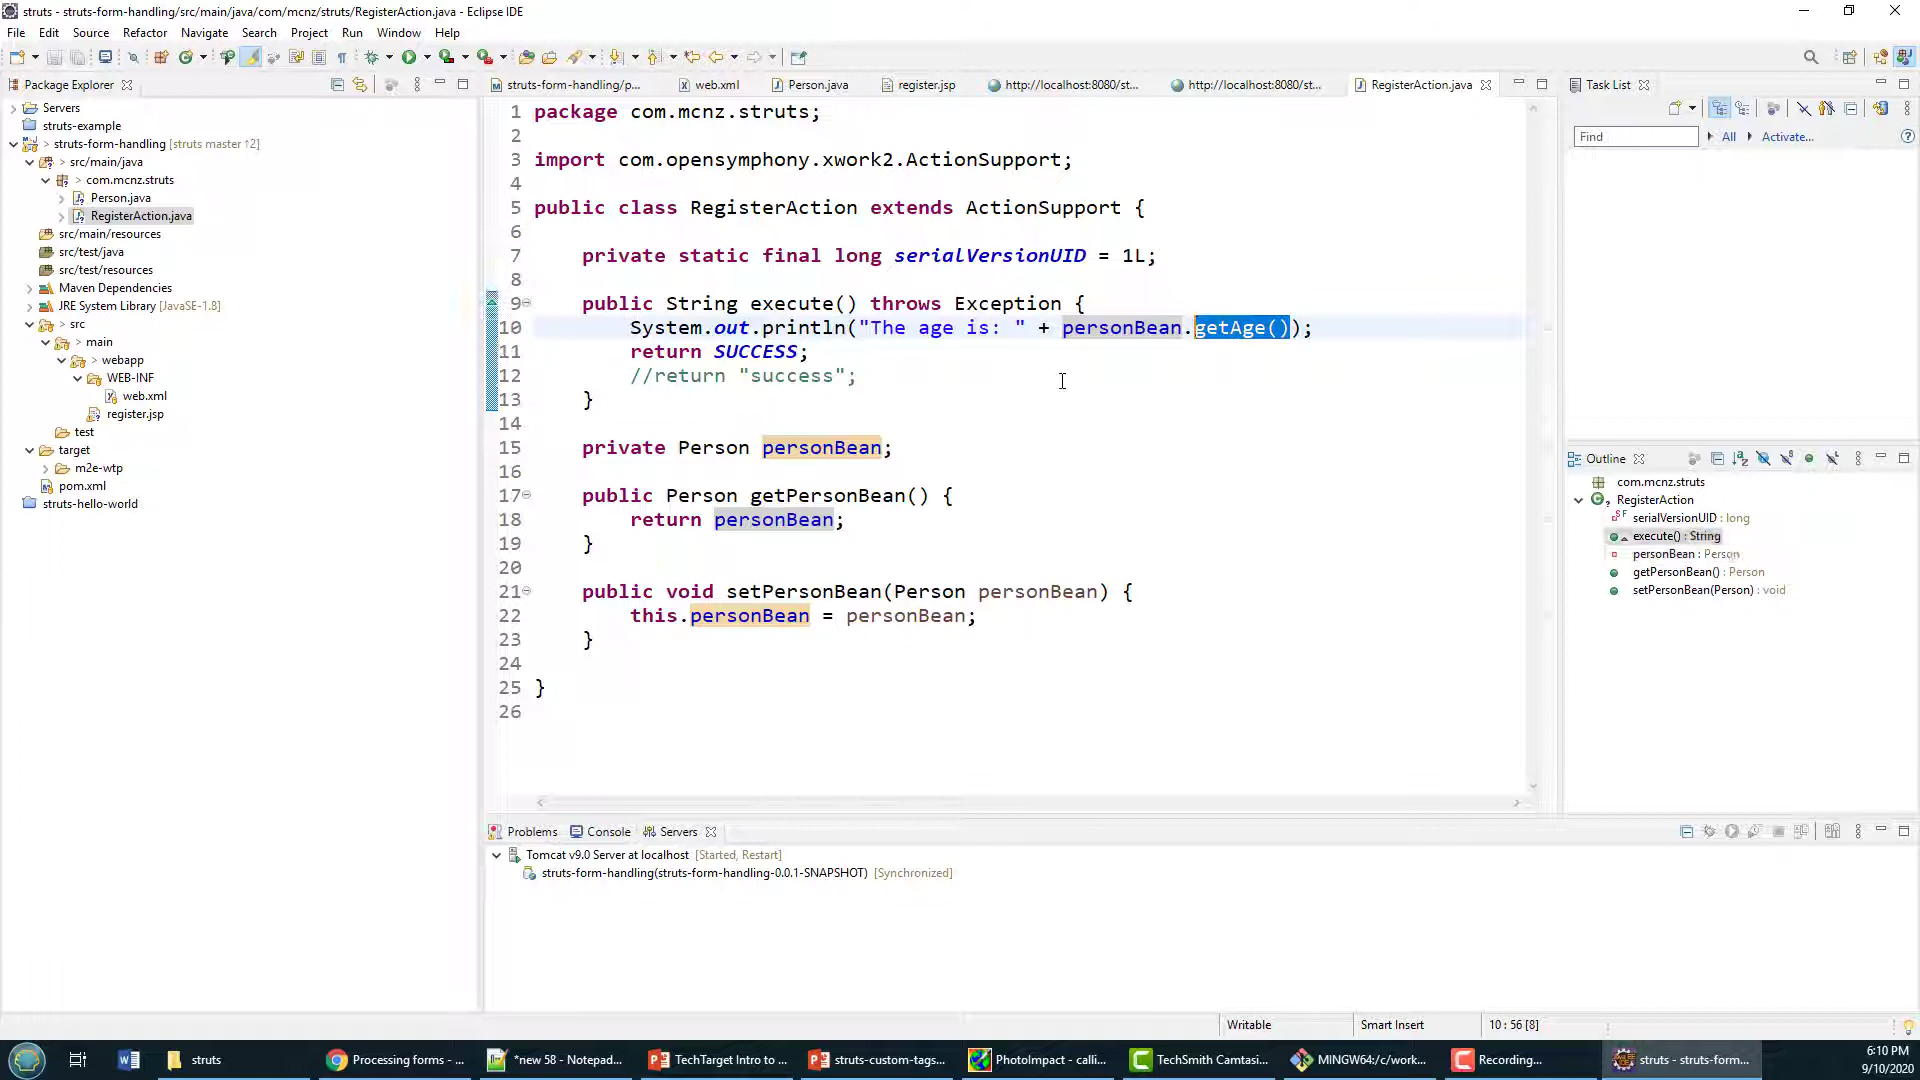 struts - struts-form-handling/src/main/java/com/mcnz/struts/RegisterAction.java - Eclipse IDE
File Edit Source Refactor Navigate Search Project Run Window Help
Package Explorer
Servers
struts-example
> struts-form-handling [struts master ↑2]
> src/main/java
> com.mcnz.struts
> Person.java
> RegisterAction.java
src/main/resources
src/test/java
src/test/resources
Maven Dependencies
JRE System Library [JavaSE-1.8]
> src
> main
> webapp
> WEB-INF
web.xml
register.jsp
test
target
m2e-wtp
pom.xml
struts-hello-world
struts-form-handling/p... web.xml Person.java register.jsp http://localhost:8080/st... http://localhost:8080/st... RegisterAction.java
1 package com.mcnz.struts;
2
3 import com.opensymphony.xwork2.ActionSupport;
4
5 public class RegisterAction extends ActionSupport {
6
7 private static final long serialVersionUID = 1L;
8
9 public String execute() throws Exception {
10 System.out.println("The age is: " + personBean.getAge());
11 return SUCCESS;
12 //return "success";
13 }
14
15 private Person personBean;
16
17 public Person getPersonBean() {
18 return personBean;
19 }
20
21 public void setPersonBean(Person personBean) {
22 this.personBean = personBean;
23 }
24
25 }
26
Task List
Find All Activate...
Outline
com.mcnz.struts
RegisterAction
serialVersionUID : long
execute() : String
personBean : Person
getPersonBean() : Person
setPersonBean(Person) : void
Problems Console Servers
Tomcat v9.0 Server at localhost [Started, Restart]
struts-form-handling(struts-form-handling-0.0.1-SNAPSHOT) [Synchronized]
Writable Smart Insert 10 : 56 [8]
struts Processing forms - ... *new 58 - Notepad... TechTarget Intro to ... struts-custom-tags... PhotoImpact - calli... TechSmith Camtasi... MINGW64:/c/work... Recording... struts - struts-form...
6:10 PM
9/10/2020